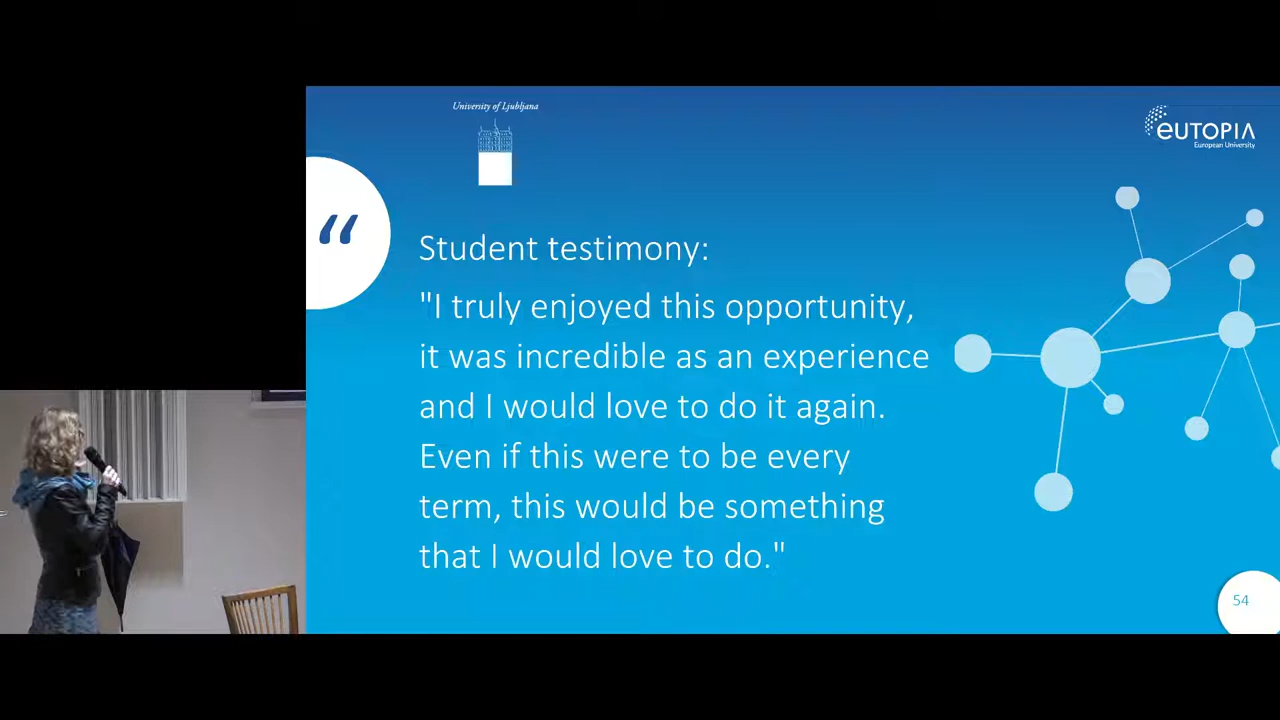 University of Ljubljana
eUTOPIA
European University
“
Student testimony:
"I truly enjoyed this opportunity,
it was incredible as an experience
and I would love to do it again.
Even if this were to be every
term, this would be something
that I would love to do."
54